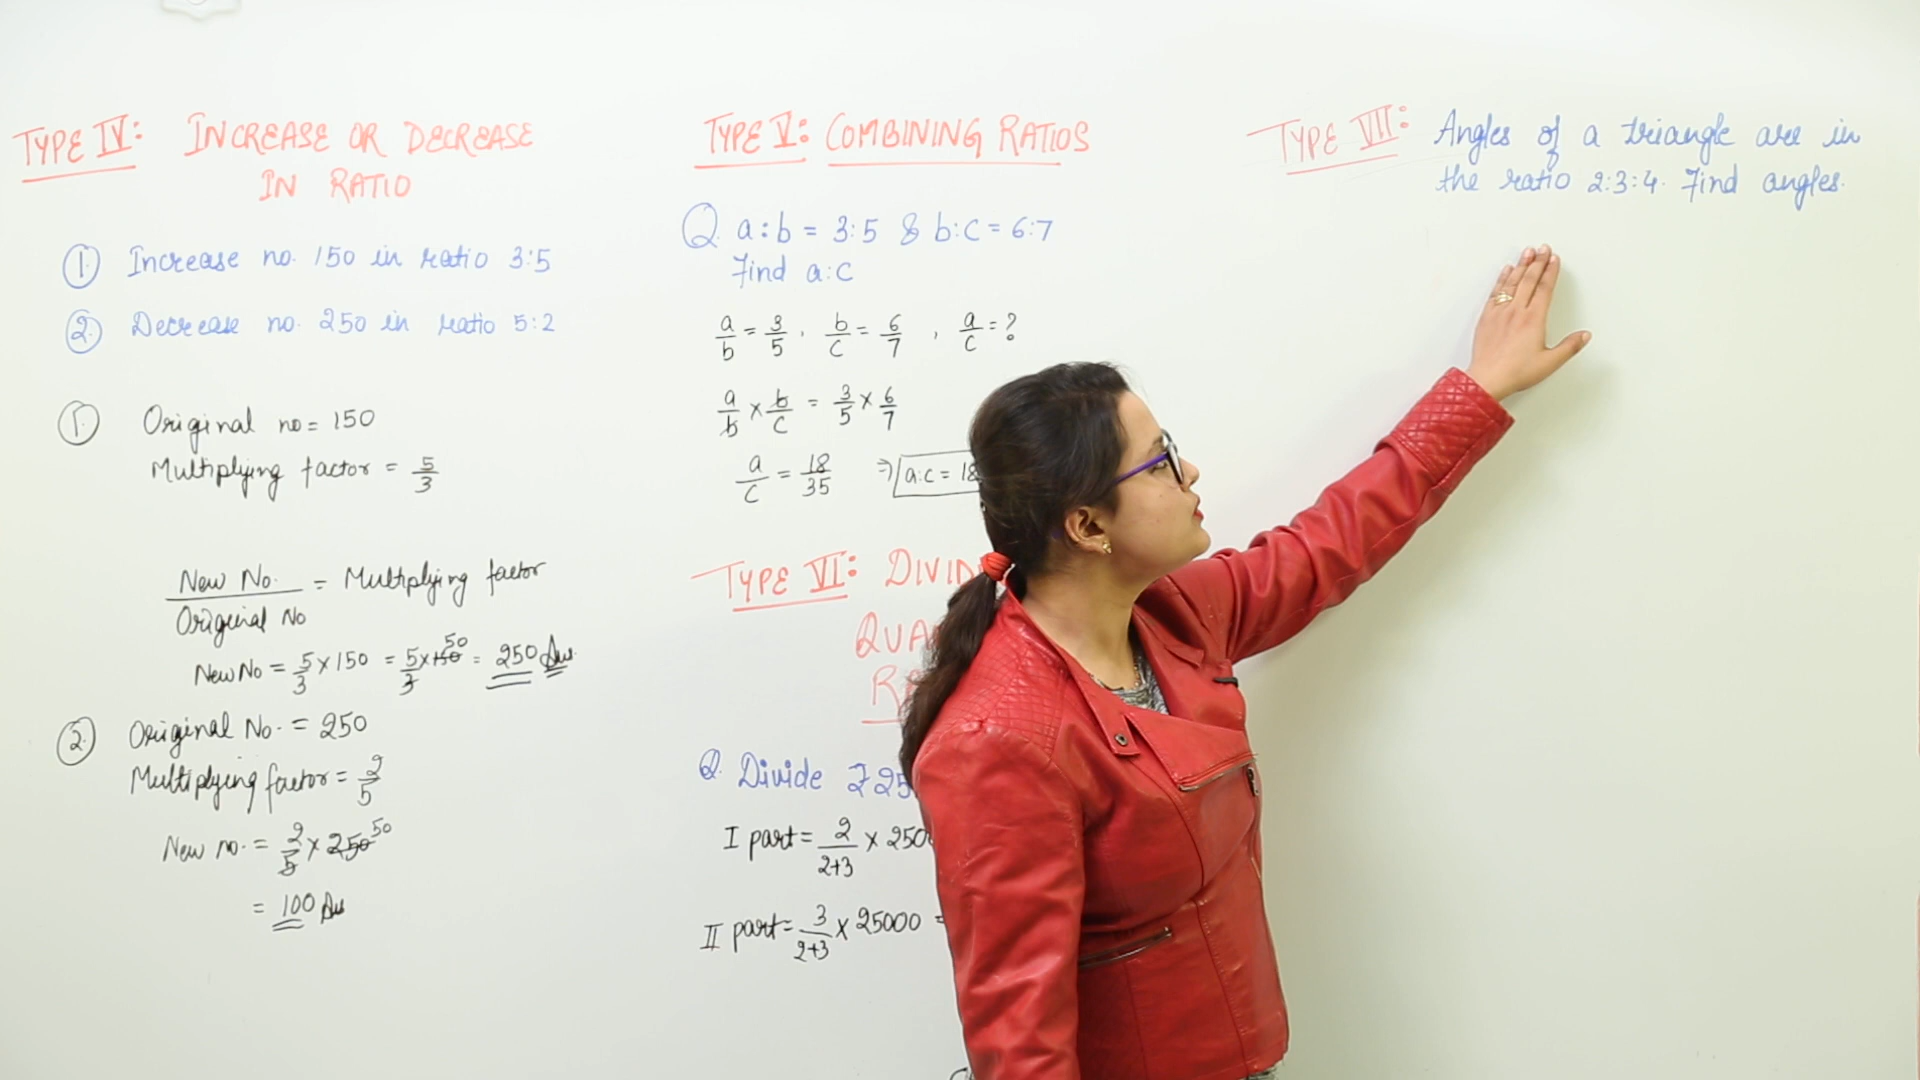 TYPE IV: INCREASE OR DECREASE
IN RATIO
1. Increase no. 150 in ratio 3:5
2. Decrease no. 250 in ratio 5:2
1. Original no = 150
Multiplying factor = 5/3
New No. / Original No = Multiplying factor
New No = 5/3 × 150 = 5/3 × 150 50 = 250 Ans.
2. Original No. = 250
Multiplying factor = 2/5
New no. = 2/5 × 250 50
= 100 Ans
TYPE V: COMBINING RATIOS
Q a:b = 3:5 & b:c = 6:7
Find a:c
a/b = 3/5, b/c = 6/7, a/c = ?
a/b × b/c = 3/5 × 6/7
a/c = 18/35 ⇒ a:c = 18
TYPE VI:
Q. Divide
I part = 2/(2+3) ×
II part = 3/(2+3) × 25000 =
TYPE VII: Angles of a triangle are in
the ratio 2:3:4. Find angles.